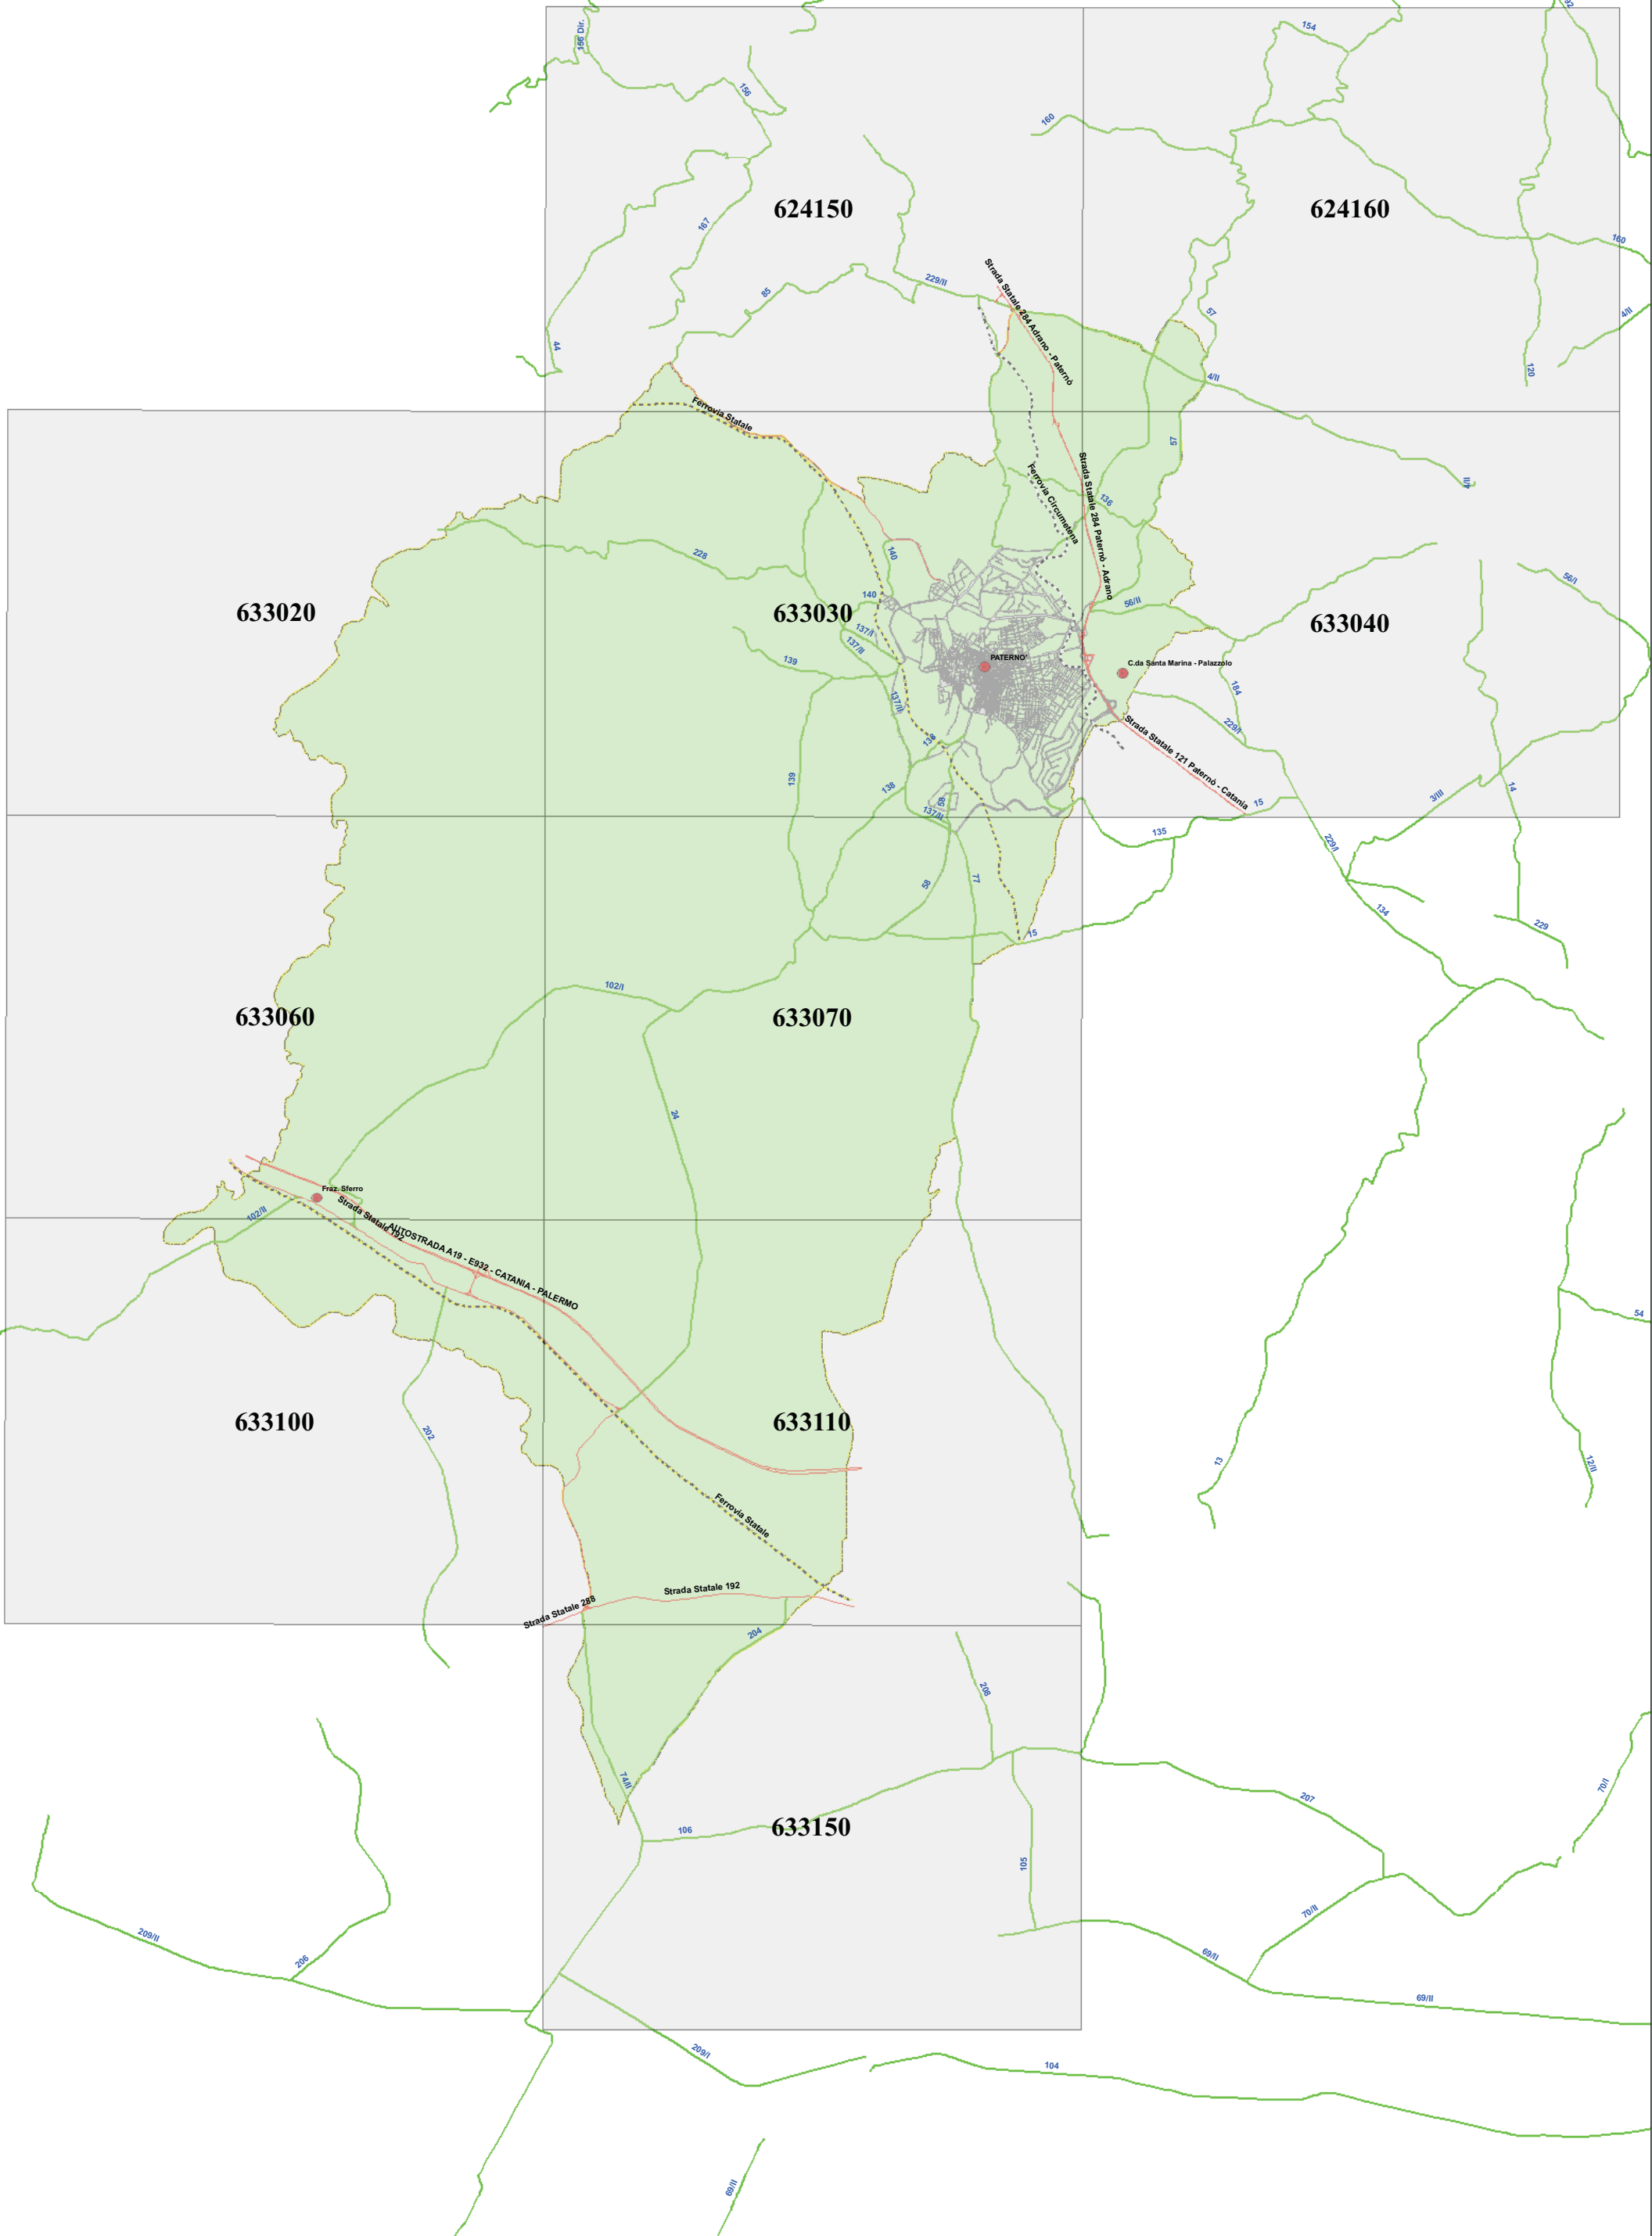 156 Dir.
92
154
156
160
624150
624160
167
160
229/II
Strada Statale 284 Adrano - Paternò
85
57
4/II
44
4/II
120
Ferrovia Statale
57
Strada Statale 284 Paternò - Adrano
Ferrovia Circumetnea
136
4/II
228
140
140
56/I
633020
633030
56/II
633040
137/I
137/II
139
PATERNO'
C.da Santa Marina - Palazzolo
184
137/II
229/I
Strada Statale 121 Paternò - Catania
138
139
138
58
137/II
15
3/III
14
135
229/I
58
77
134
229
15
102/I
633060
633070
24
Fraz. Sferro
102/II
Strada Statale 192
AUTOSTRADA A19 - E932 - CATANIA - PALERMO
54
633100
633110
202
13
12/II
Ferrovia Statale
Strada Statale 192
Strada Statale 288
204
208
74/II
207
70/I
106
633150
105
209/II
206
70/II
69/II
69/II
209/I
104
69/II